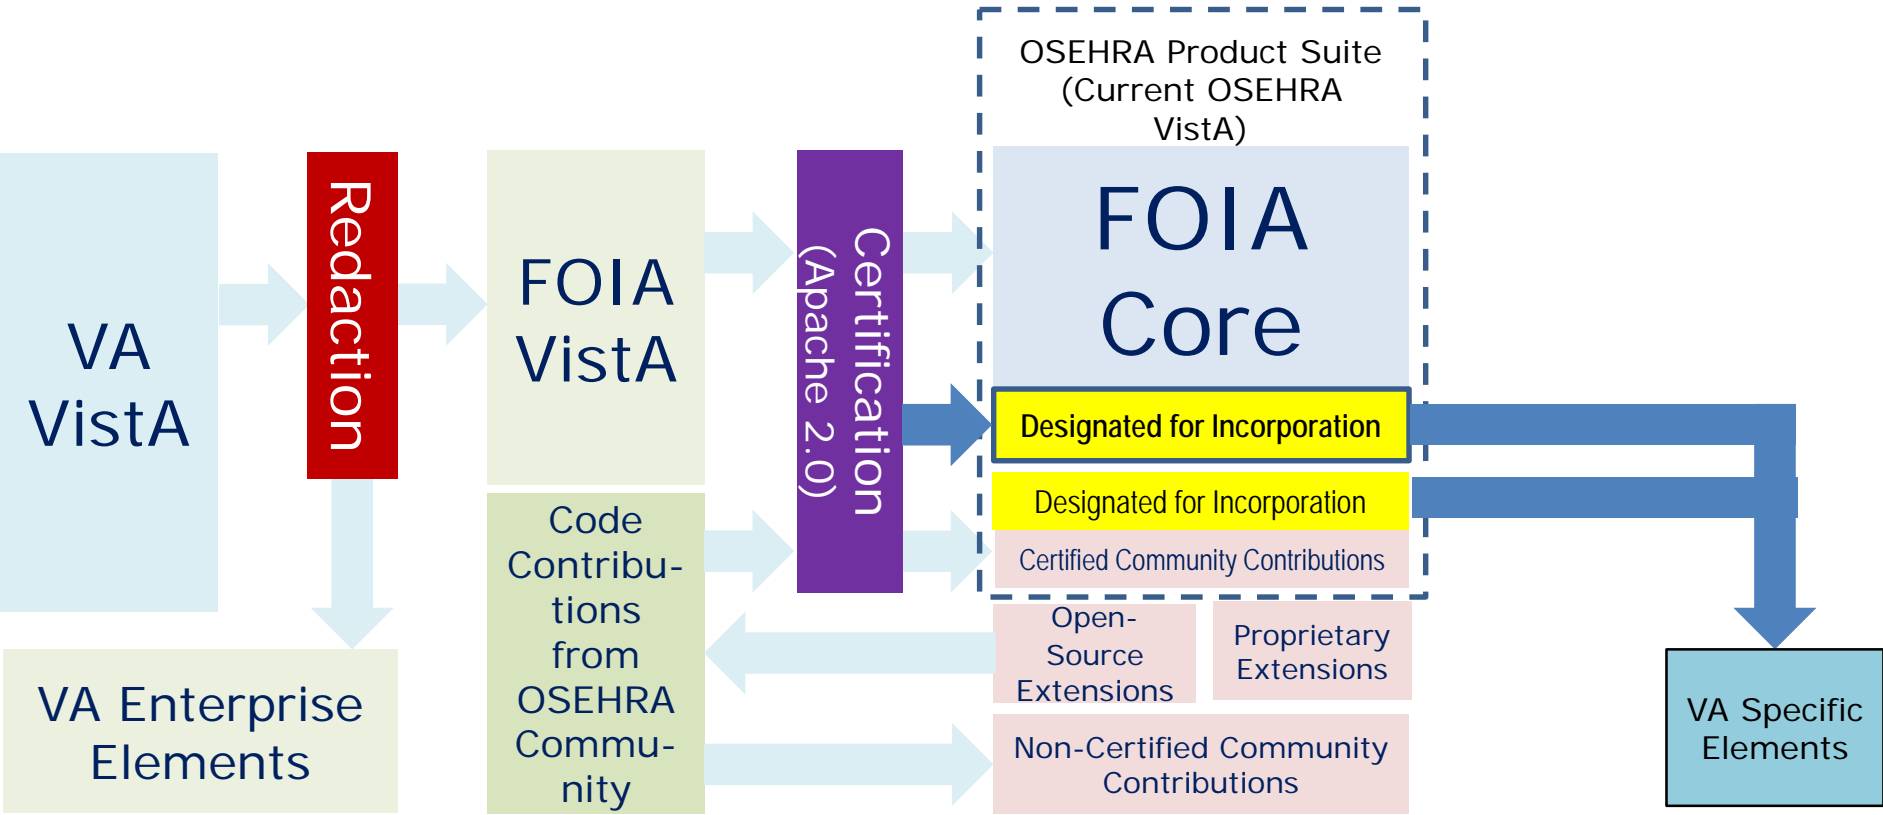 OSEHRA Product Suite
(Current OSEHRA
VistA)
VA
VistA
Redaction
FOIA
VistA
Certification
(Apache 2.0)
FOIA
Core
Designated for Incorporation
Designated for Incorporation
Certified Community Contributions
Code
Contribu-
tions
from
OSEHRA
Commu-
nity
Open-
Source
Extensions
Proprietary
Extensions
Non-Certified Community
Contributions
VA Enterprise
Elements
VA Specific
Elements